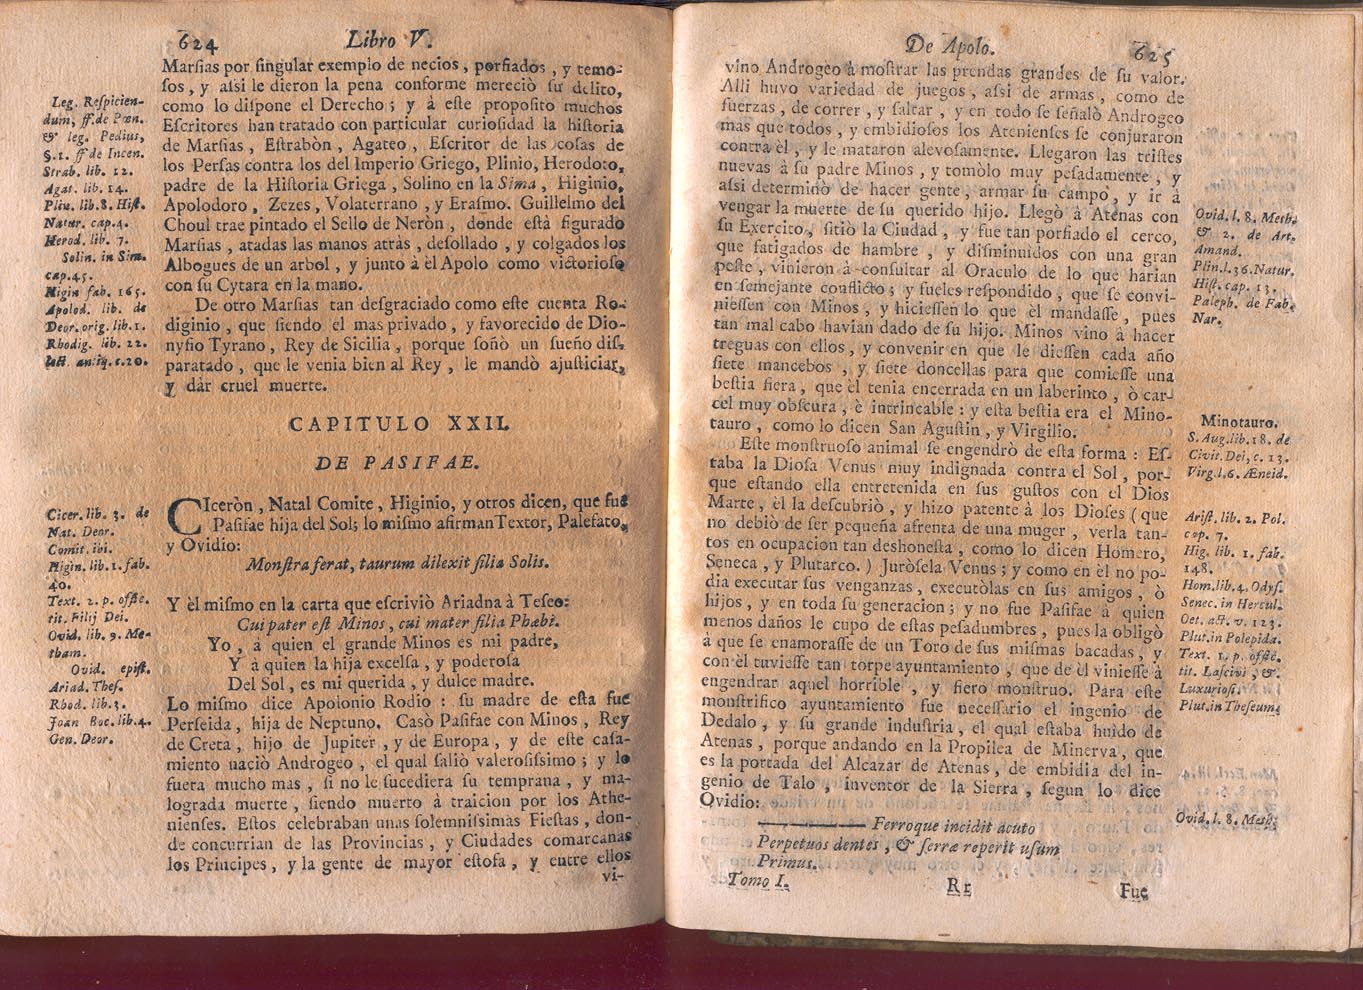 624
Libro V.
Marſias por ſingular exemplo de necios, porfiados, y temo-
ſos, y aſsi le dieron la pena conforme mereciò ſu delito,
como lo diſpone el Derecho; y à eſte propoſito muchos
Eſcritores han tratado con particular curioſidad la hiſtoria
de Marſias, Eſtrabòn, Agateo, Eſcritor de las coſas de
los Perſas contra los del Imperio Griego, Plinio, Herodoto,
padre de la Hiſtoria Griega, Solino en la Sima, Higinio,
Apolodoro, Zezes, Volaterrano, y Eraſmo. Guillelmo del
Choul trae pintado el Sello de Neròn, donde eſtà figurado
Marſias, atadas las manos atràs, deſollado, y colgados los
Albogues de un arbol, y junto à èl Apolo como victorioſo
con ſu Cytara en la mano.
De otro Marſias tan deſgraciado como eſte cuenta Ro-
diginio, que ſiendo el mas privado, y favorecido de Dio-
nyſio Tyrano, Rey de Sicilia, porque ſoñò un ſueño diſ-
paratado, que le venia bien al Rey, le mandò ajuſticiar,
y dàr cruel muerte.
Leg. Reſpicien-
dum, ff. de Pœn.
& leg. Pedius,
§. 1. ff de Incen.
Strab. lib. 12.
Agat. lib. 14.
Plin. lib. 8. Hiſt.
Natur. cap. 4.
Herod. lib. 7.
Solin. in Sim.
cap. 45.
Higin fab. 165.
Apolod. lib. de
Deor. orig. lib. 1.
Rhodig. lib. 22.
antiq. c. 20.
CAPITULO XXII.
DE PASIFAE.
CIceròn, Natal Comite, Higinio, y otros dicen, que fuè
Paſifae hija del Sol; lo miſmo afirman Textor, Palefato,
y Ovidio:
Monſtra ferat, taurum dilexit filia Solis.
Y èl miſmo en la carta que eſcriviò Ariadna à Teſeo:
Cui pater eſt Minos, cui mater filia Phœbi.
Yo, à quien el grande Minos es mi padre,
Y à quien la hija excelſa, y poderoſa
Del Sol, es mi querida, y dulce madre.
Lo miſmo dice Apolonio Rodio: ſu madre de eſta fuè
Perſeida, hija de Neptuno. Casò Paſifae con Minos, Rey
de Creta, hijo de Jupiter, y de Europa, y de eſte caſa-
miento naciò Androgeo, el qual ſaliò valeroſiſsimo; y lo
fuera mucho mas, ſi no le ſucediera ſu temprana, y ma-
lograda muerte, ſiendo muerto à traicion por los Athe-
nienſes. Eſtos celebraban unas ſolemniſsimas Fieſtas, don-
de concurrian de las Provincias, y Ciudades comarcanas
los Principes, y la gente de mayor eſtofa, y entre ellos
vi-
Cicer. lib. 3. de
Nat. Deor.
Comit. ibi.
Higin. lib. 1. fab.
40.
Text. 2. p. offic.
tit. Filij Dei.
Ovid. lib. 9. Me-
tham.
Ovid. epiſt.
Ariad. Theſ.
Rhod. lib. 3.
Joan Boc. lib. 4.
Gen. Deor.
De Apolo.
625
vino Androgeo à moſtrar las prendas grandes de ſu valor.
Alli huvo variedad de juegos, aſsi de armas, como de
fuerzas, de correr, y ſaltar, y en todo ſe ſeñalò Androgeo
mas que todos, y embidioſos los Atenienſes ſe conjuraron
contra èl, y le mataron alevoſamente. Llegaron las triſtes
nuevas à ſu padre Minos, y tomòlo muy peſadamente, y
aſsi determinò de hacer gente, armar ſu campo, y ir à
vengar la muerte de ſu querido hijo. Llegò à Atenas con
ſu Exercito, ſitiò la Ciudad, y fue tan porfiado el cerco,
que fatigados de hambre, y diſminuìdos con una gran
peſte, vinieron à conſultar al Oraculo de lo que harian
en ſemejante conflicto; y fueles reſpondido, que ſe convi-
nieſſen con Minos, y hicieſſen lo que èl mandaſſe, pues
tan mal cabo havian dado de ſu hijo. Minos vino à hacer
treguas con ellos, y convenir en que le dieſſen cada año
ſiete mancebos, y ſiete doncellas para que comieſſe una
beſtia fiera, que èl tenia encerrada en un laberinto, ò car-
cel muy obſcura, è intrincable: y eſta beſtia era el Mino-
tauro, como lo dicen San Aguſtin, y Virgilio.
Eſte monſtruoſo animal ſe engendrò de eſta forma: Eſ-
taba la Dioſa Venus muy indignada contra el Sol, por-
que eſtando ella entretenida en ſus guſtos con el Dios
Marte, èl la deſcubriò, y hizo patente à los Dioſes (que
no debiò de ſer pequeña afrenta de una muger, verla tan-
tos en ocupacion tan deshoneſta, como lo dicen Homero,
Seneca, y Plutarco.) Juròſela Venus; y como en èl no po-
dia executar ſus venganzas, executòlas en ſus amigos, ò
hijos, y en toda ſu generacion; y no fue Paſifae à quien
menos daños le cupo de eſtas peſadumbres, pues la obligò
à que ſe enamoraſſe de un Toro de ſus miſmas bacadas, y
con èl tuvieſſe tan torpe ayuntamiento, que de èl vinieſſe à
engendrar aquel horrible, y fiero monſtruo. Para eſte
monſtrifico ayuntamiento fue neceſſario el ingenio de
Dedalo, y ſu grande induſtria, el qual eſtaba huìdo de
Atenas, porque andando en la Propilea de Minerva, que
es la portada del Alcazar de Atenas, de embidia del in-
genio de Talo, inventor de la Sierra, ſegun lo dice
Ovidio:
Ferroque incidit acuto
Perpetuos dentes, & ſerræ reperit uſum
Primus.
Tomo I.
Rr
Fue
Ovid. l. 8. Meth.
& 2. de Art.
Amand.
Plin. l. 36. Natur.
Hiſt. cap. 13.
Paleph. de Fab.
Nar.
Minotauro.
S. Aug. lib. 18. de
Civit. Dei, c. 13.
Virg. l. 6. Æneid.
Ariſt. lib. 2. Pol.
cap. 7.
Hig. lib. 1. fab.
148.
Hom. lib. 4. Odyſ.
Senec. in Hercul.
Oet. act. v. 123.
Plut. in Polepida.
Text. 1. p. offic.
tit. Laſcivi, &
Luxurioſi.
Plut. in Theſeum.
Ovid. l. 8. Meth.